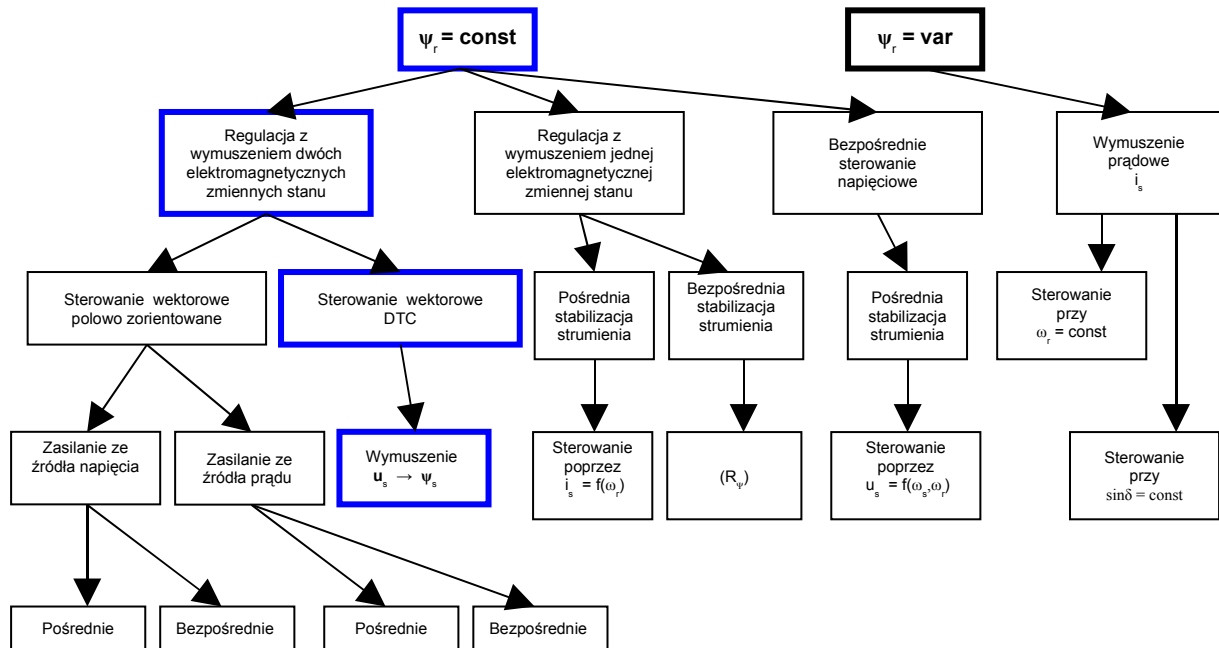 ψr = const
ψr = var
Regulacja z
wymuszeniem dwóch
elektromagnetycznych
zmiennych stanu
Regulacja z
wymuszeniem jednej
elektromagnetycznej
zmiennej stanu
Bezpośrednie
sterowanie
napięciowe
Wymuszenie
prądowe
is
Sterowanie wektorowe
polowo zorientowane
Sterowanie wektorowe
DTC
Pośrednia
stabilizacja
strumienia
Bezpośrednia
stabilizacja
strumienia
Pośrednia
stabilizacja
strumienia
Sterowanie
przy
ωr = const
Zasilanie ze
źródła napięcia
Zasilanie ze
źródła prądu
Wymuszenie
us → ψs
Sterowanie
poprzez
is = f(ωr)
(RΨ)
Sterowanie
poprzez
us = f(ωs,ωr)
Sterowanie
przy
sinδ = const
Pośrednie
Bezpośrednie
Pośrednie
Bezpośrednie